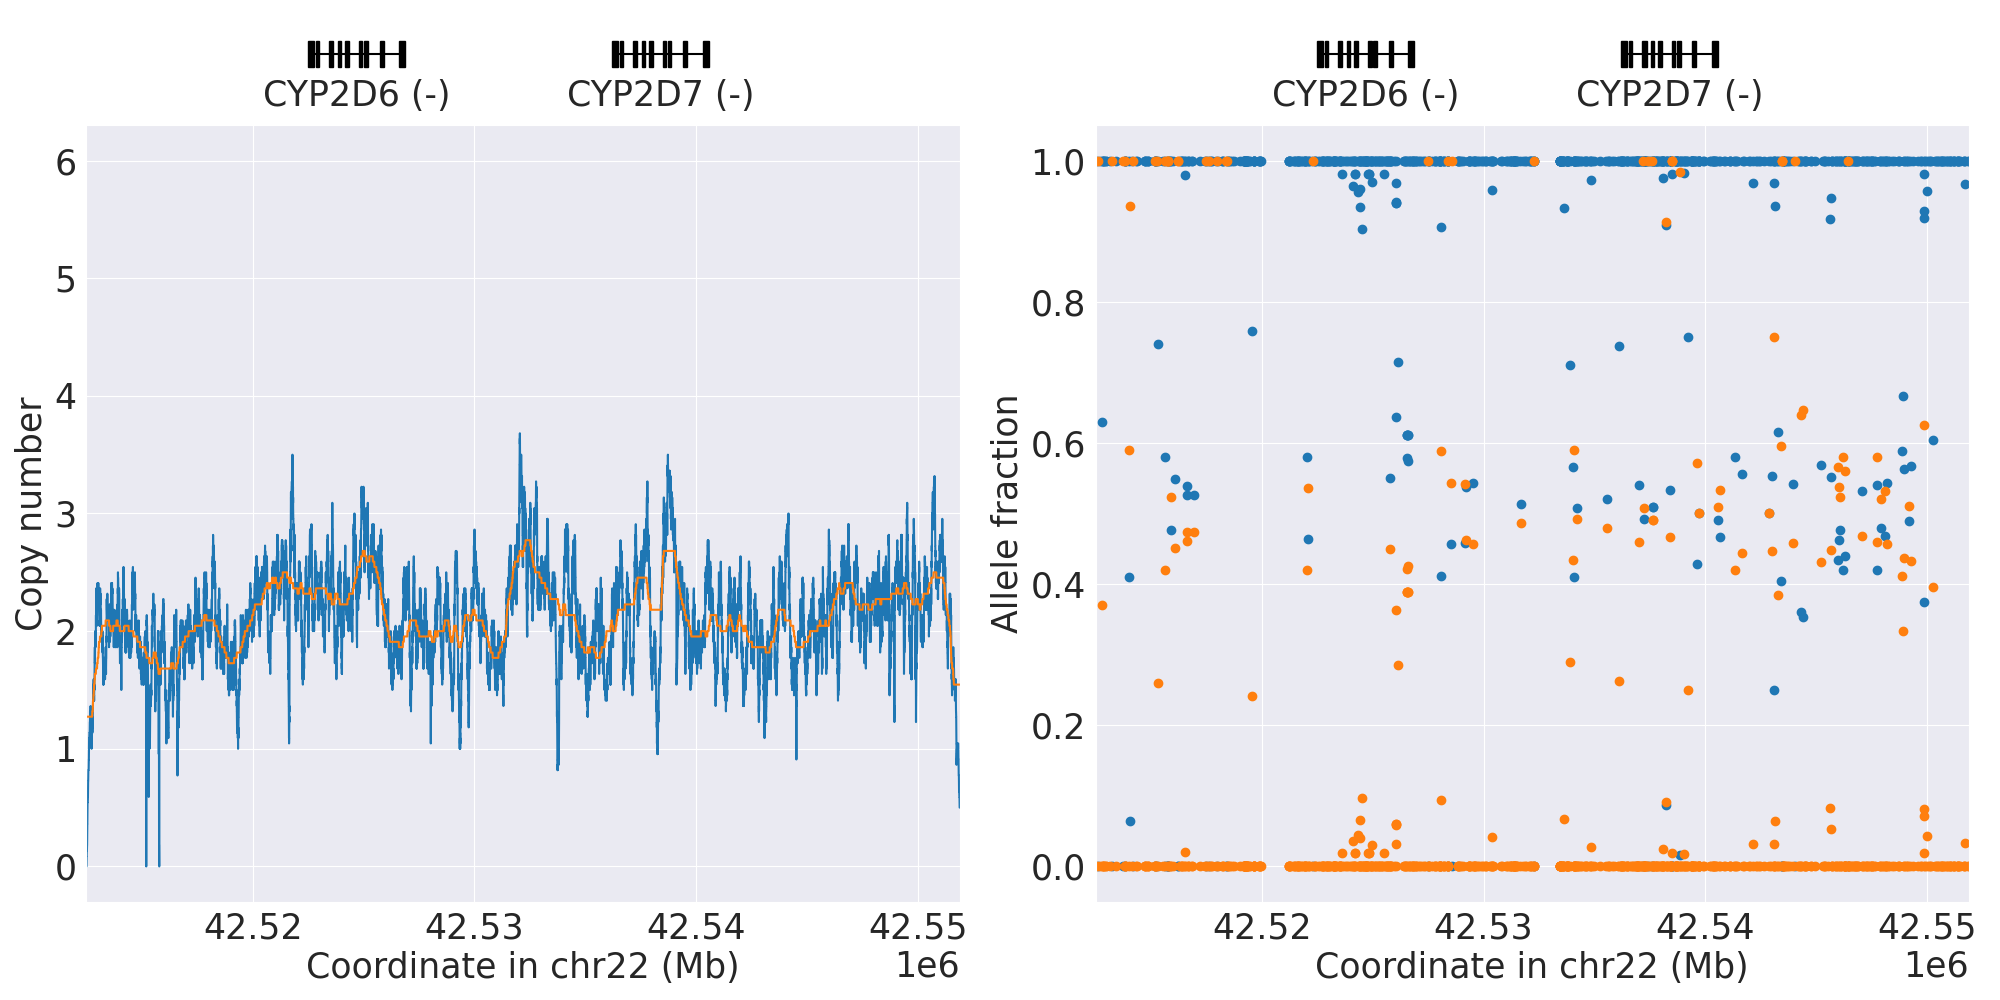 CYP2D6 (-) CYP2D7 (-)
6
5
4
3
2
1
0
Copy number
42.52 42.53 42.54 42.55
Coordinate in chr22 (Mb) 1e6
CYP2D6 (-) CYP2D7 (-)
1.0
0.8
0.6
0.4
0.2
0.0
Allele fraction
42.52 42.53 42.54 42.55
Coordinate in chr22 (Mb) 1e6